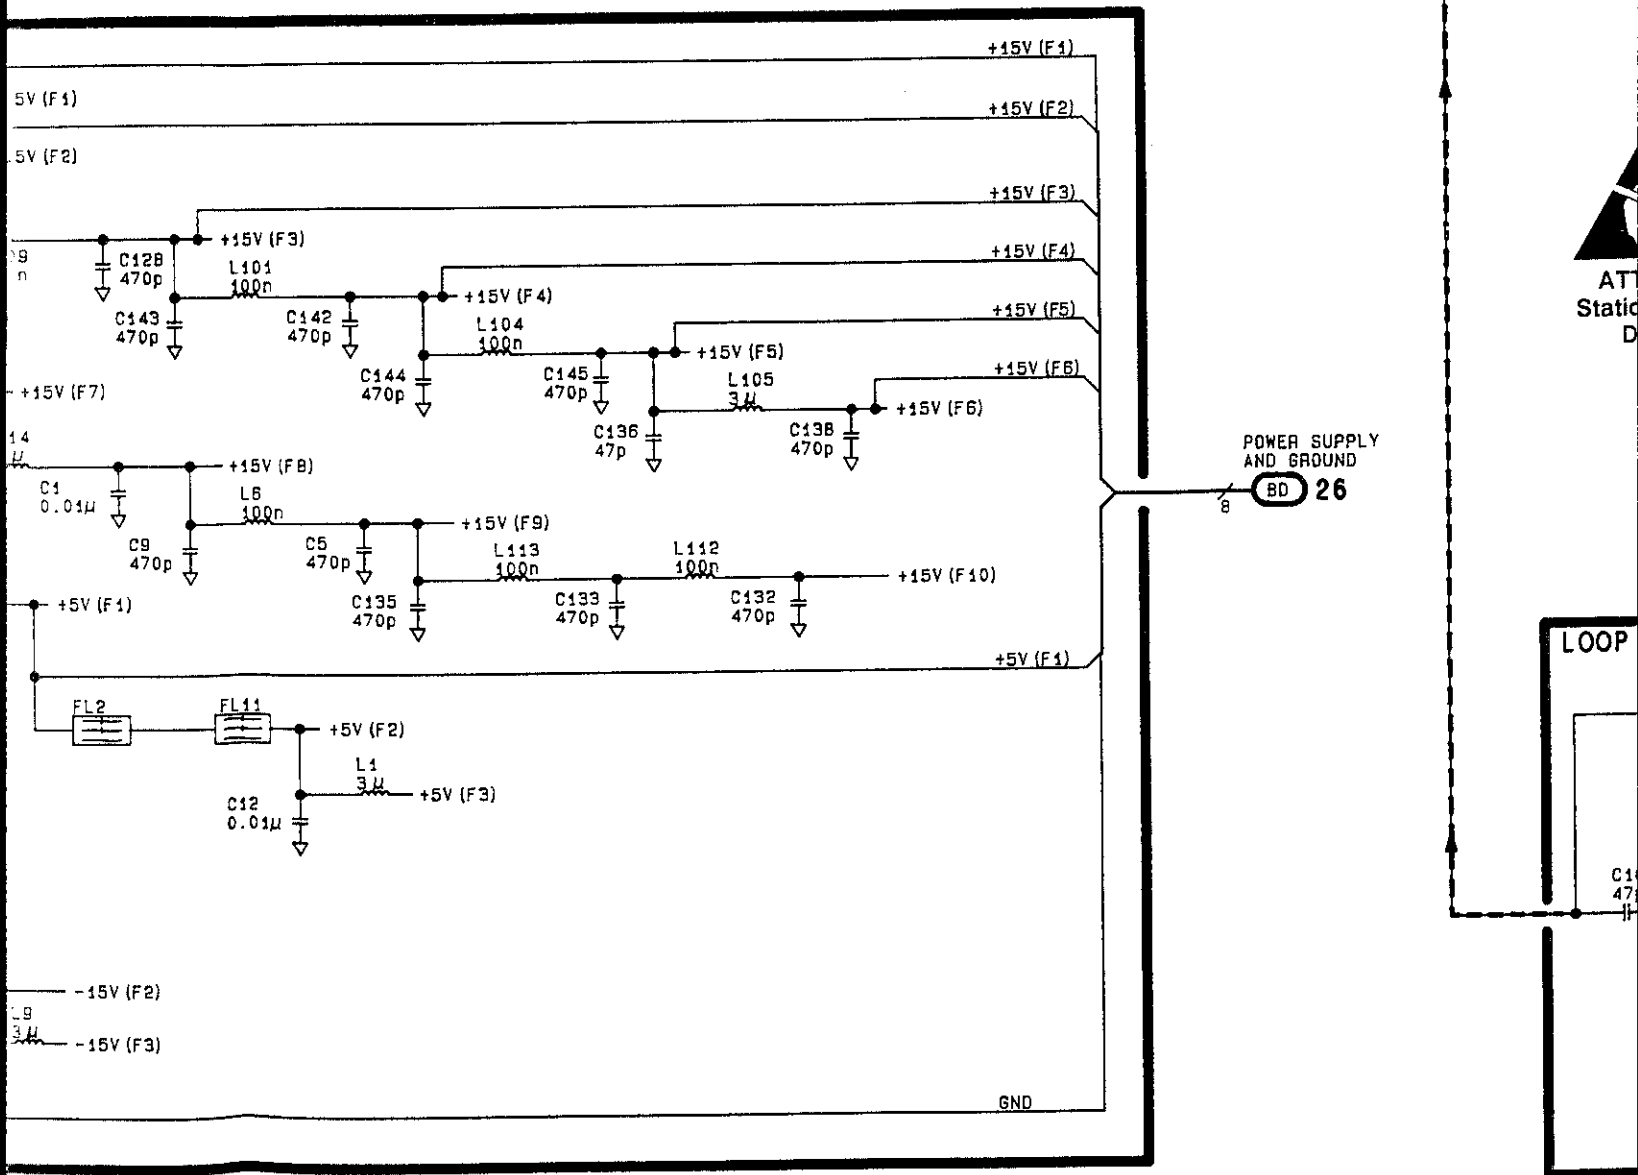 +15V (F1)
5V (F1)
+15V (F2)
5V (F2)
+15V (F3)
+15V (F3)
C128
470p
L101
100n
+15V (F4)
+15V (F4)
C143
470p
C142
470p
L104
100n
+15V (F5)
+15V (F5)
C144
470p
C145
470p
L105
3µ
+15V (F6)
+15V (F6)
C136
47p
C138
470p
+15V (F7)
14
µ
+15V (F8)
C1
0.01µ
L6
100n
+15V (F9)
C9
470p
C5
470p
L113
100n
L112
100n
+15V (F10)
C135
470p
C133
470p
C132
470p
+5V (F1)
+5V (F1)
FL2
FL11
+5V (F2)
L1
3µ
+5V (F3)
C12
0.01µ
-15V (F2)
L9
3µ
-15V (F3)
GND
POWER SUPPLY
AND GROUND
8
BD 26
LOOP